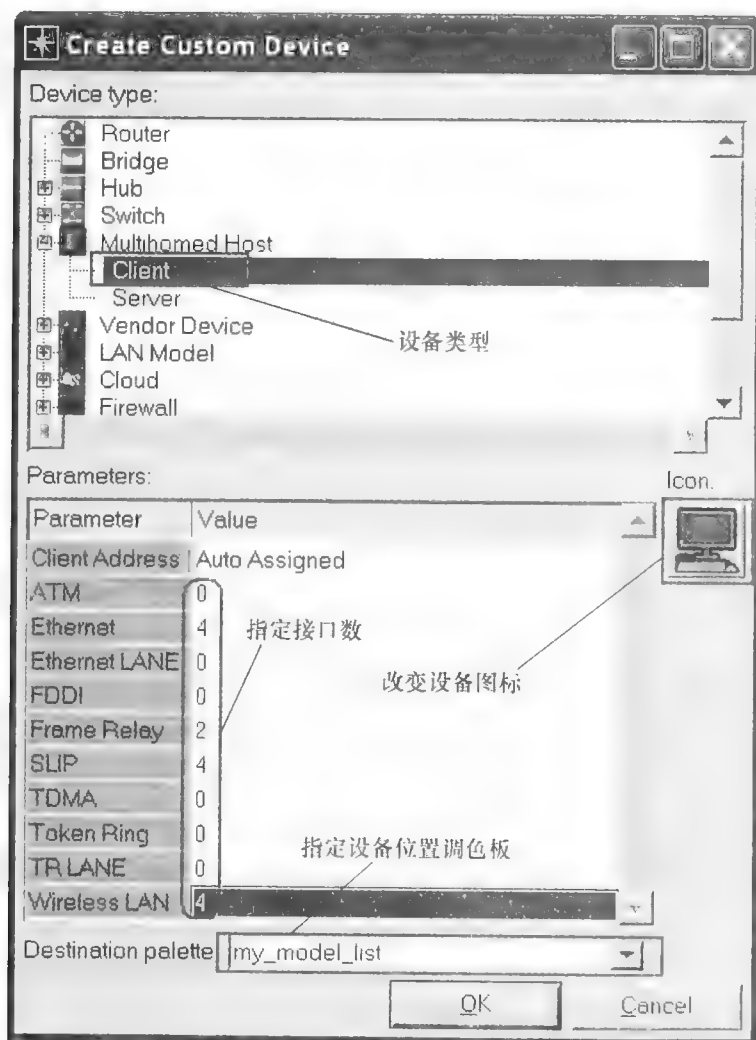 Create Custom Device
Device type:
Router
Bridge
Hub
Switch
Multihomed Host
Client
Server
设备类型
Vendor Device
LAN Model
Cloud
Firewall
Parameters:
Icon.
Parameter Value
Client Address Auto Assigned
ATM 0
Ethernet 4
指定接口数
Ethernet LANE 0
FDDI 0
改变设备图标
Frame Relay 2
SLIP 4
TDMA 0
Token Ring 0
指定设备位置调色板
TR LANE 0
Wireless LAN 4
Destination palette my_model_list
OK Cancel